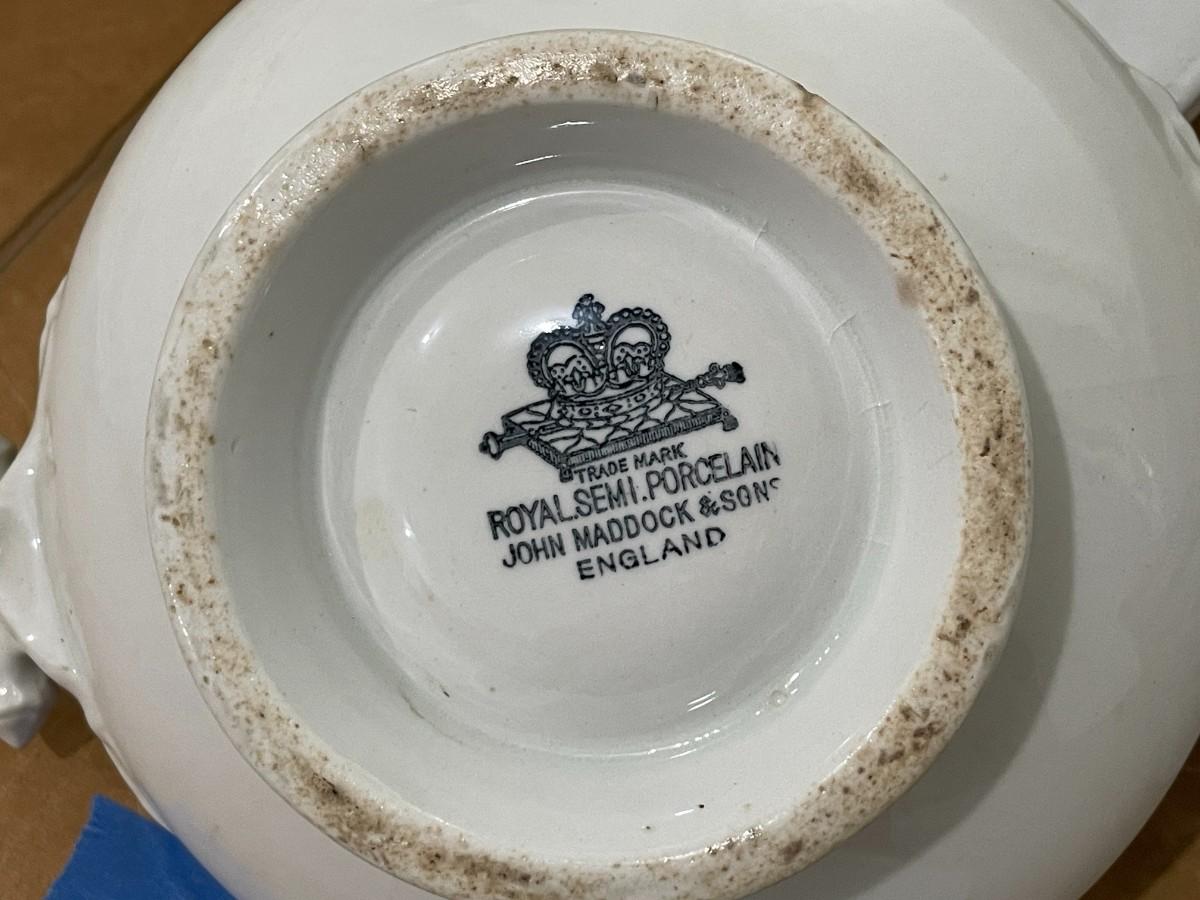 TRADE MARK
ROYAL.SEMI.PORCELAIN
JOHN MADDOCK & SONS
ENGLAND